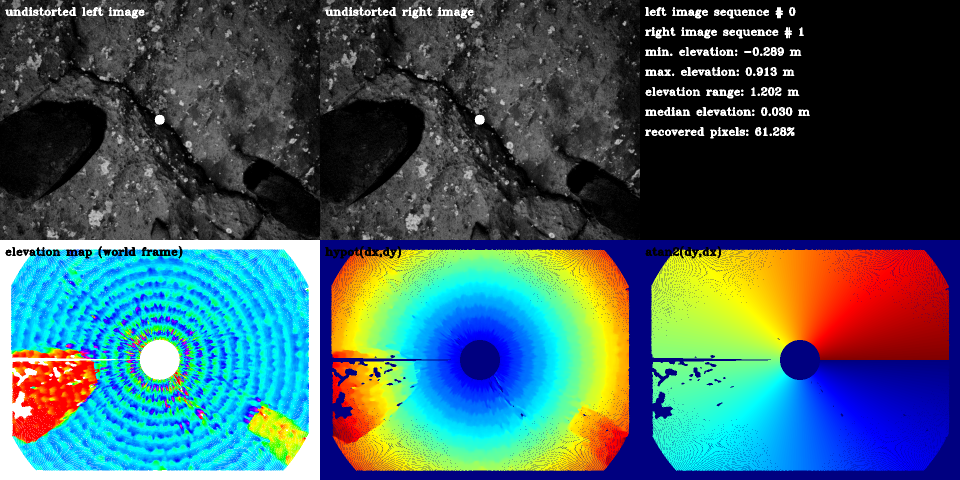 undistorted left image
undistorted right image
left image sequence # 0
right image sequence # 1
min. elevation: -0.289 m
max. elevation: 0.913 m
elevation range: 1.202 m
median elevation: 0.030 m
recovered pixels: 61.28%
elevation map (world frame)
hypot(dx,dy)
atan2(dy,dx)